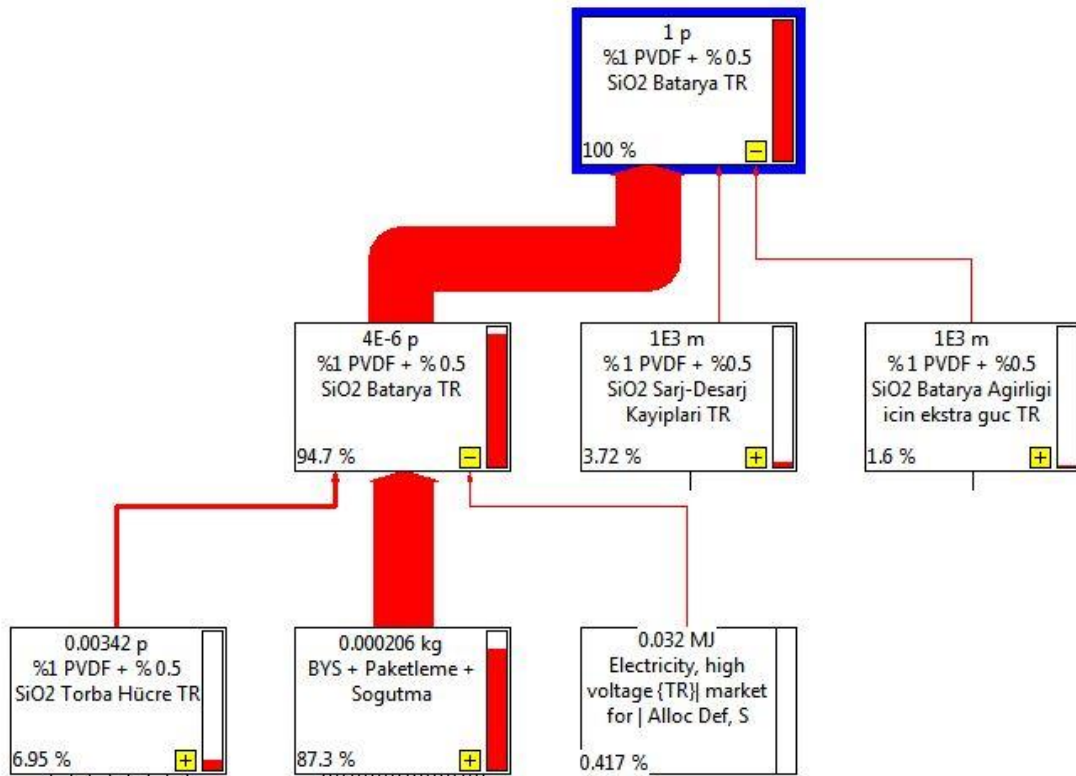 1 p
%1 PVDF + % 0.5
SiO2 Batarya TR
100 %
−
4E-6 p
%1 PVDF + % 0.5
SiO2 Batarya TR
94.7 %
−
1E3 m
% 1 PVDF + %0.5
SiO2 Sarj-Desarj
Kayiplari TR
3.72 %
+
1E3 m
% 1 PVDF + %0.5
SiO2 Batarya Agirligi
icin ekstra guc TR
1.6 %
+
0.00342 p
%1 PVDF + % 0.5
SiO2 Torba Hücre TR
6.95 %
+
0.000206 kg
BYS + Paketleme +
Sogutma
87.3 %
+
0.032 MJ
Electricity, high
voltage {TR}| market
for | Alloc Def, S
0.417 %